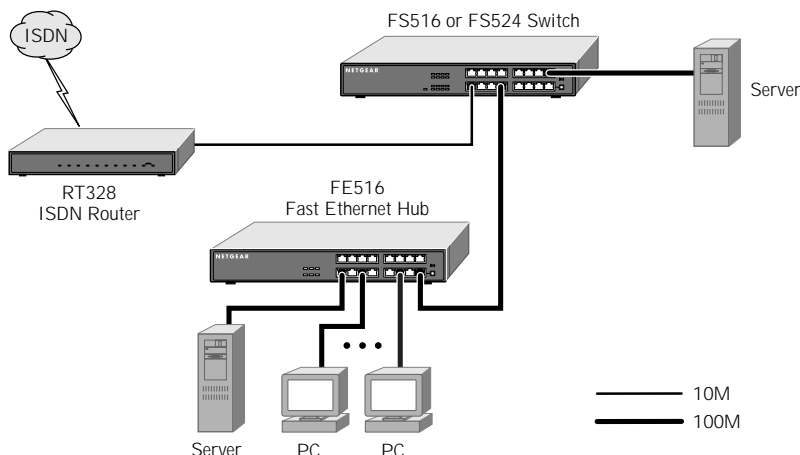 ISDN
FS516 or FS524 Switch
NETGEAR
Server
RT328
ISDN Router
FE516
Fast Ethernet Hub
NETGEAR
Server
PC
PC
10M
100M